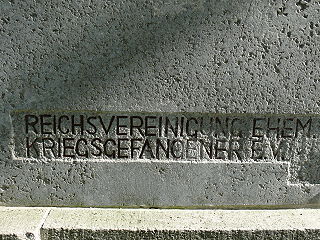 REICHSVEREINIGUNG EHEM
KRIEGSGEFANGENER E.V.